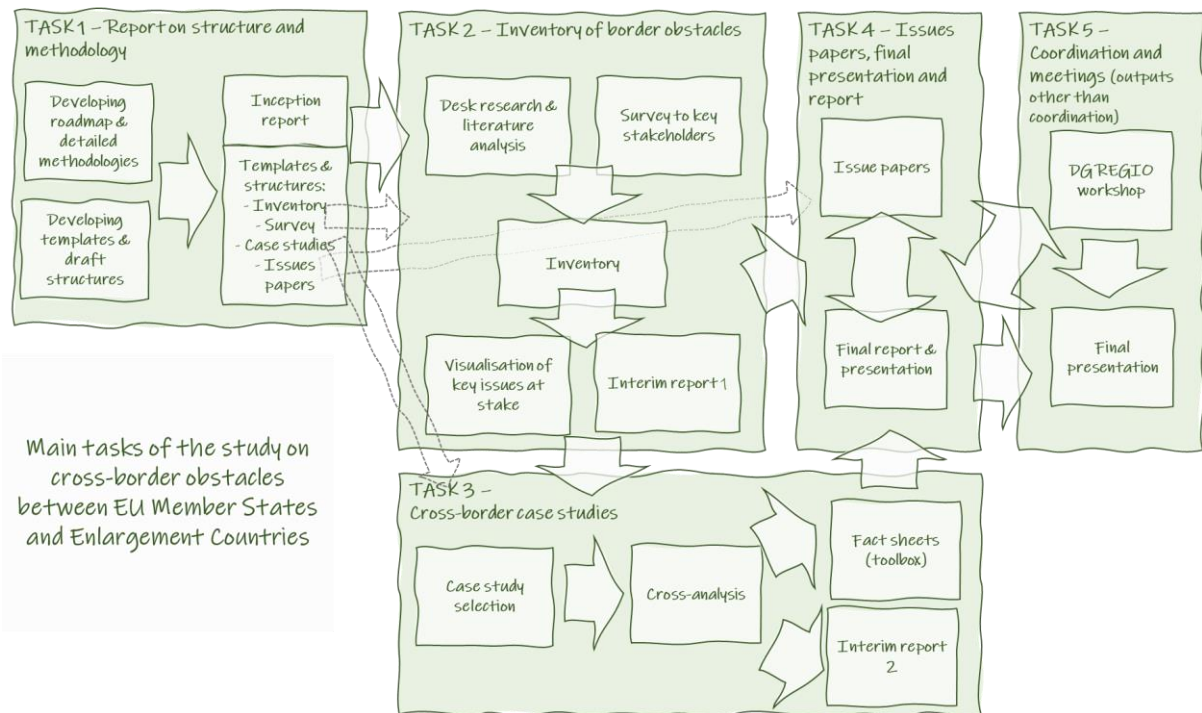 TASK 1 – Report on structure and
methodology
Developing
roadmap &
detailed
methodologies
Developing
templates &
draft
structures
Inception
report
Templates &
structures:
- Inventory
- Survey
- Case studies
- Issues
papers
TASK 2 – Inventory of border obstacles
Desk research &
literature
analysis
Survey to key
stakeholders
Inventory
Visualisation of
key issues at
stake
Interim report 1
TASK 3 –
Cross-border case studies
Case study
selection
Cross-analysis
Fact sheets
(toolbox)
Interim report
2
TASK 4 – Issues
papers, final
presentation and
report
Issue papers
Final report &
presentation
TASK 5 –
Coordination and
meetings (outputs
other than
coordination)
DG REGIO
workshop
Final
presentation
Main tasks of the study on
cross-border obstacles
between EU Member States
and Enlargement Countries